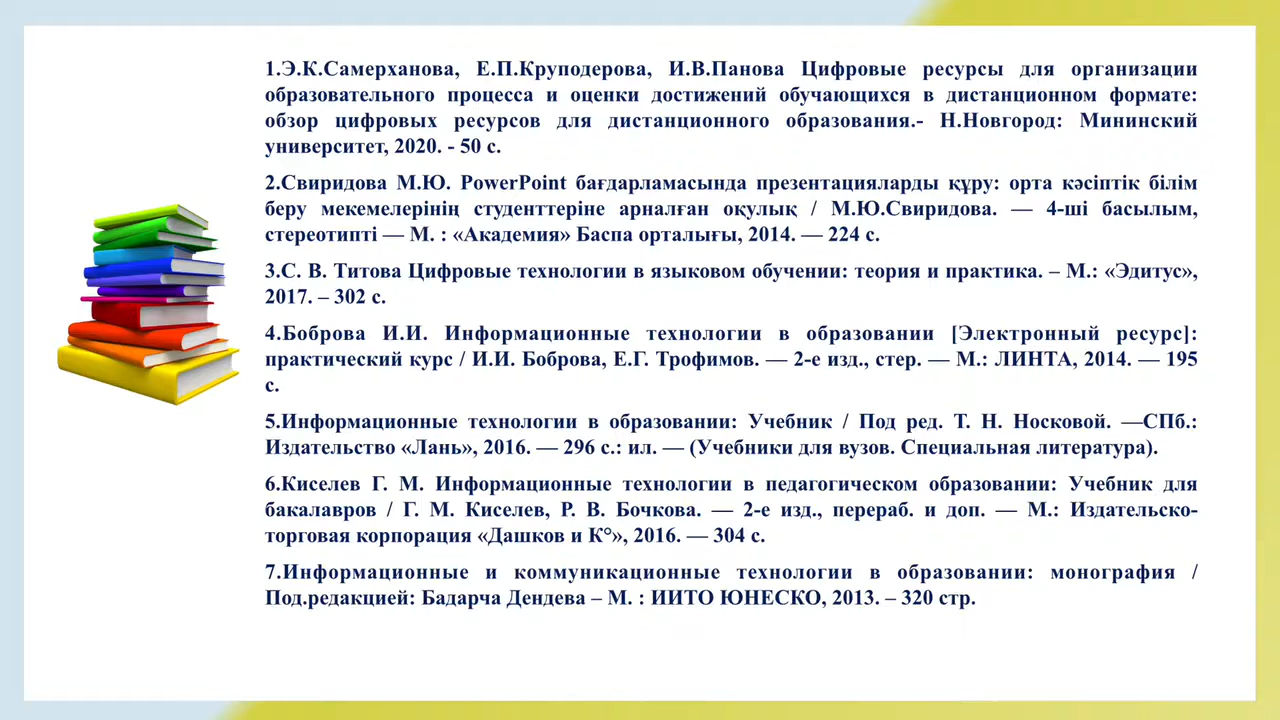 1.Э.К.Самерханова, Е.П.Круподерова, И.В.Панова Цифровые ресурсы для организации
образовательного процесса и оценки достижений обучающихся в дистанционном формате:
обзор цифровых ресурсов для дистанционного образования.- Н.Новгород: Мининский
университет, 2020. - 50 с.
2.Свиридова М.Ю. PowerPoint бағдарламасында презентацияларды құру: орта кәсіптік білім
беру мекемелерінің студенттеріне арналған оқулық / М.Ю.Свиридова. — 4-ші басылым,
стереотипті — М. : «Академия» Баспа орталығы, 2014. — 224 с.
3.С. В. Титова Цифровые технологии в языковом обучении: теория и практика. – М.: «Эдитус»,
2017. – 302 с.
4.Боброва И.И. Информационные технологии в образовании [Электронный ресурс]:
практический курс / И.И. Боброва, Е.Г. Трофимов. — 2-е изд., стер. — М.: ЛИНТА, 2014. — 195
с.
5.Информационные технологии в образовании: Учебник / Под ред. Т. Н. Носковой. —СПб.:
Издательство «Лань», 2016. — 296 с.: ил. — (Учебники для вузов. Специальная литература).
6.Киселев Г. М. Информационные технологии в педагогическом образовании: Учебник для
бакалавров / Г. М. Киселев, Р. В. Бочкова. — 2-е изд., перераб. и доп. — М.: Издательско-
торговая корпорация «Дашков и К°», 2016. — 304 с.
7.Информационные и коммуникационные технологии в образовании: монография /
Под.редакцией: Бадарча Дендева – М. : ИИТО ЮНЕСКО, 2013. – 320 стр.